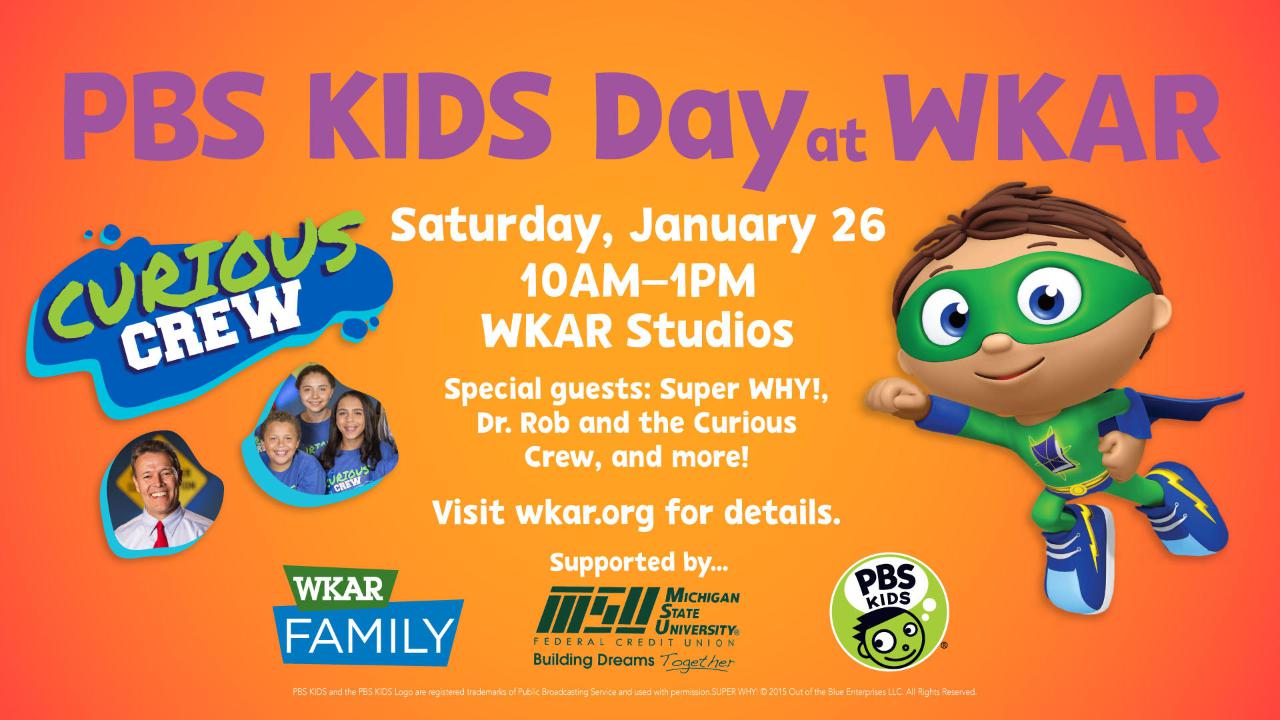 PBS KIDS Day at WKAR
CURIOUS
CREW
Saturday, January 26
10AM–1PM
WKAR Studios
Special guests: Super WHY!,
Dr. Rob and the Curious
Crew, and more!
CURIOUS
CREW
Visit wkar.org for details.
Supported by...
WKAR
FAMILY
MSU MICHIGAN
STATE
UNIVERSITY®
FEDERAL CREDIT UNION
Building Dreams Together
PBS
KIDS
®
PBS KIDS and the PBS KIDS Logo are registered trademarks of Public Broadcasting Service and used with permission.SUPER WHY! © 2015 Out of the Blue Enterprises LLC. All Rights Reserved.